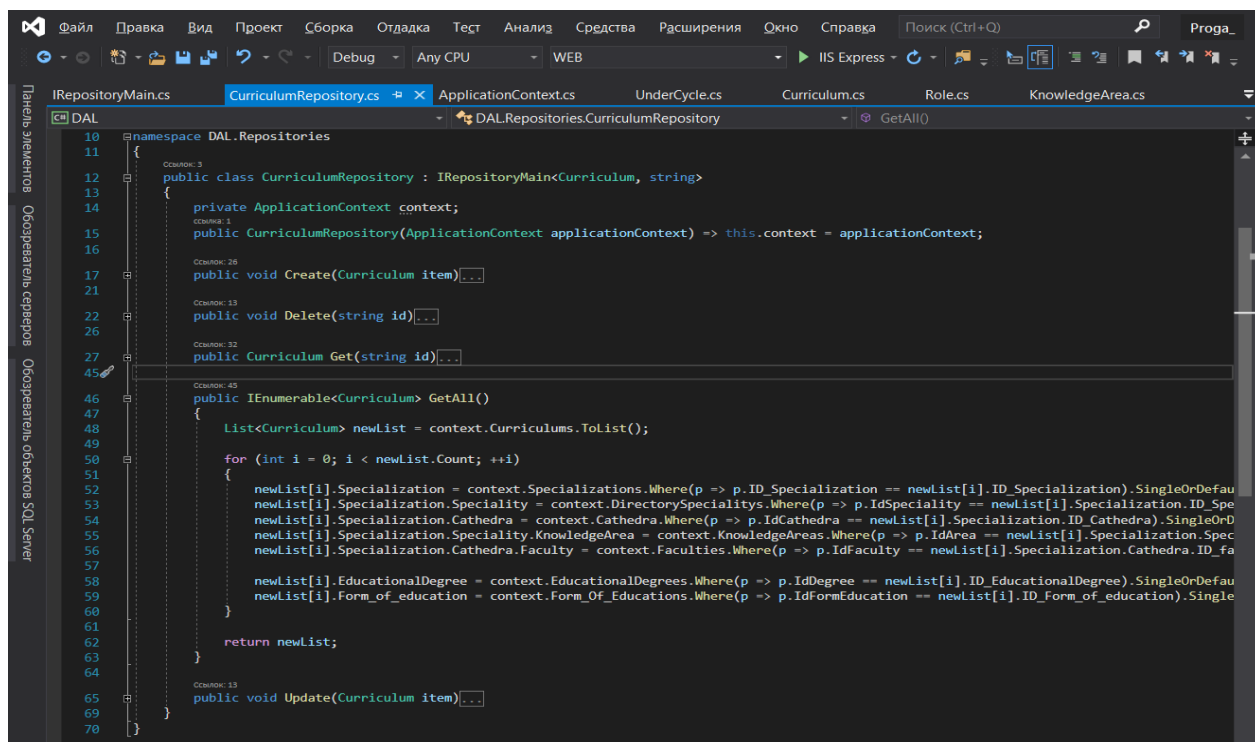 Файл Правка Вид Проект Сборка Отладка Тест Анализ Средства Расширения Окно Справка Поиск (Ctrl+Q) Proga_
Debug Any CPU WEB IIS Express
IRepositoryMain.cs CurriculumRepository.cs ApplicationContext.cs UnderCycle.cs Curriculum.cs Role.cs KnowledgeArea.cs
C# DAL DAL.Repositories.CurriculumRepository GetAll()
Панель элементов
Обозреватель серверов
Обозреватель объектов SQL Server
10 namespace DAL.Repositories
11 {
Ссылок: 3
12 public class CurriculumRepository : IRepositoryMain<Curriculum, string>
13 {
14 private ApplicationContext context;
ссылка: 1
15 public CurriculumRepository(ApplicationContext applicationContext) => this.context = applicationContext;
16
Ссылок: 26
17 public void Create(Curriculum item)...
21
Ссылок: 13
22 public void Delete(string id)...
26
Ссылок: 32
27 public Curriculum Get(string id)...
45
Ссылок: 45
46 public IEnumerable<Curriculum> GetAll()
47 {
48 List<Curriculum> newList = context.Curriculums.ToList();
49
50 for (int i = 0; i < newList.Count; ++i)
51 {
52 newList[i].Specialization = context.Specializations.Where(p => p.ID_Specialization == newList[i].ID_Specialization).SingleOrDefau
53 newList[i].Specialization.Speciality = context.DirectorySpecialitys.Where(p => p.IdSpeciality == newList[i].Specialization.ID_Spe
54 newList[i].Specialization.Cathedra = context.Cathedra.Where(p => p.IdCathedra == newList[i].Specialization.ID_Cathedra).SingleOrD
55 newList[i].Specialization.Speciality.KnowledgeArea = context.KnowledgeAreas.Where(p => p.IdArea == newList[i].Specialization.Spec
56 newList[i].Specialization.Cathedra.Faculty = context.Faculties.Where(p => p.IdFaculty == newList[i].Specialization.Cathedra.ID_fa
57
58 newList[i].EducationalDegree = context.EducationalDegrees.Where(p => p.IdDegree == newList[i].ID_EducationalDegree).SingleOrDefau
59 newList[i].Form_of_education = context.Form_Of_Educations.Where(p => p.IdFormEducation == newList[i].ID_Form_of_education).Single
60 }
61
62 return newList;
63 }
64
Ссылок: 13
65 public void Update(Curriculum item)...
69 }
70 }